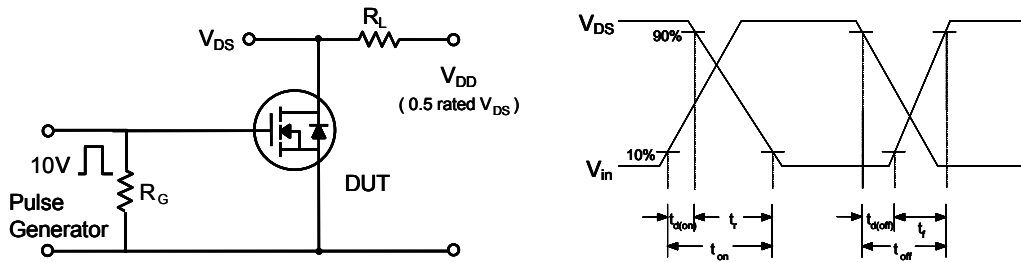 V_DS
R_L
V_DD
( 0.5 rated V_DS )
10V
R_G
DUT
Pulse
Generator
V_DS
90%
10%
V_in
t_d(on)
t_r
t_on
t_d(off)
t_f
t_off